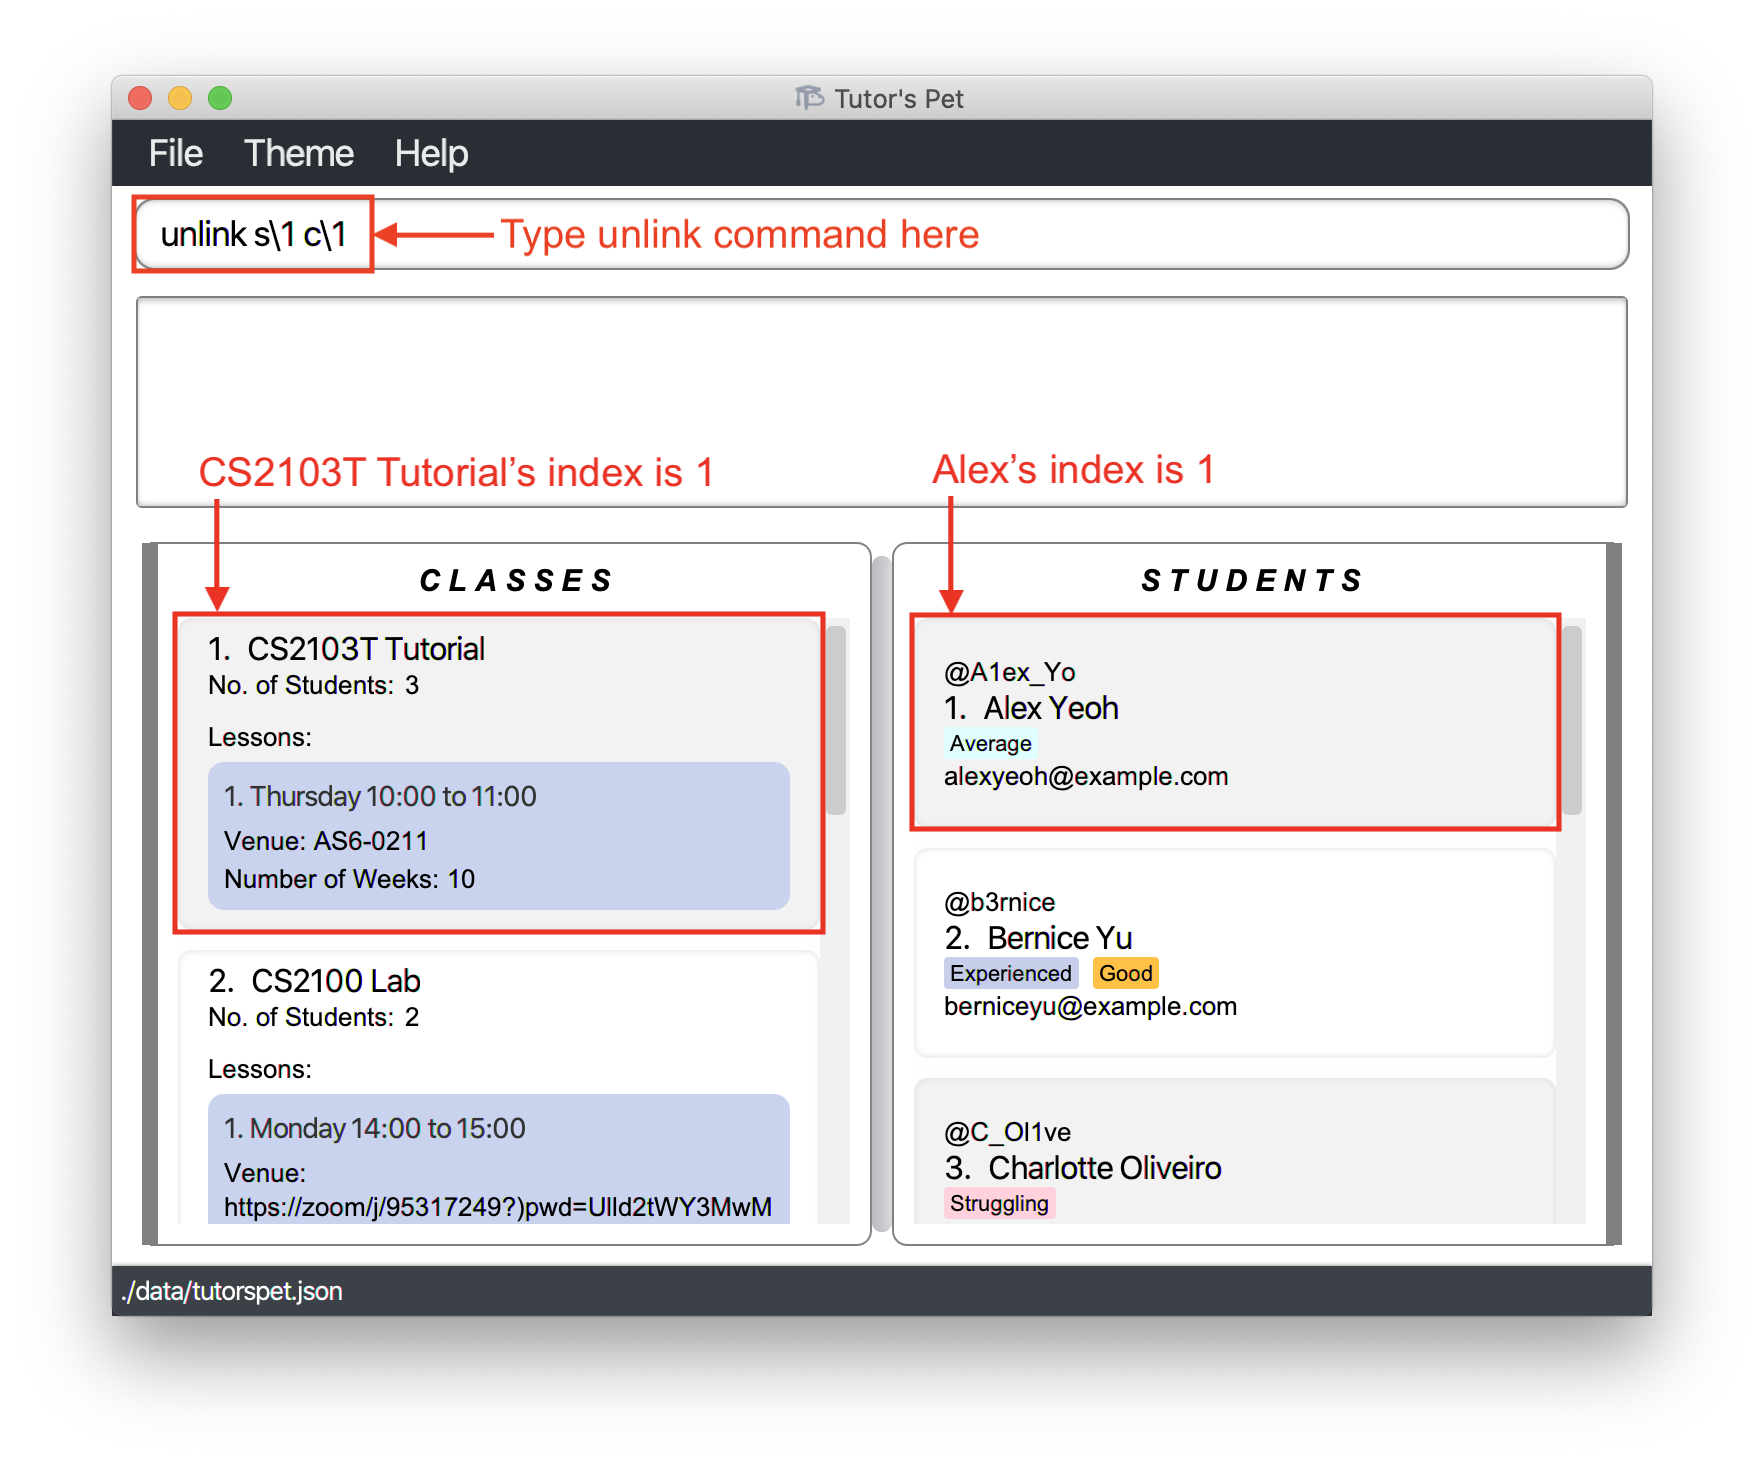 Tutor's Pet
File Theme Help
unlink s\1 c\1
Type unlink command here
CS2103T Tutorial’s index is 1
Alex’s index is 1
CLASSES
1. CS2103T Tutorial
No. of Students: 3
Lessons:
1. Thursday 10:00 to 11:00
Venue: AS6-0211
Number of Weeks: 10
2. CS2100 Lab
No. of Students: 2
Lessons:
1. Monday 14:00 to 15:00
Venue:
https://zoom/j/95317249?)pwd=Ulld2tWY3MwM
STUDENTS
@A1ex_Yo
1. Alex Yeoh
Average
alexyeoh@example.com
@b3rnice
2. Bernice Yu
Experienced Good
berniceyu@example.com
@C_Ol1ve
3. Charlotte Oliveiro
Struggling
./data/tutorspet.json